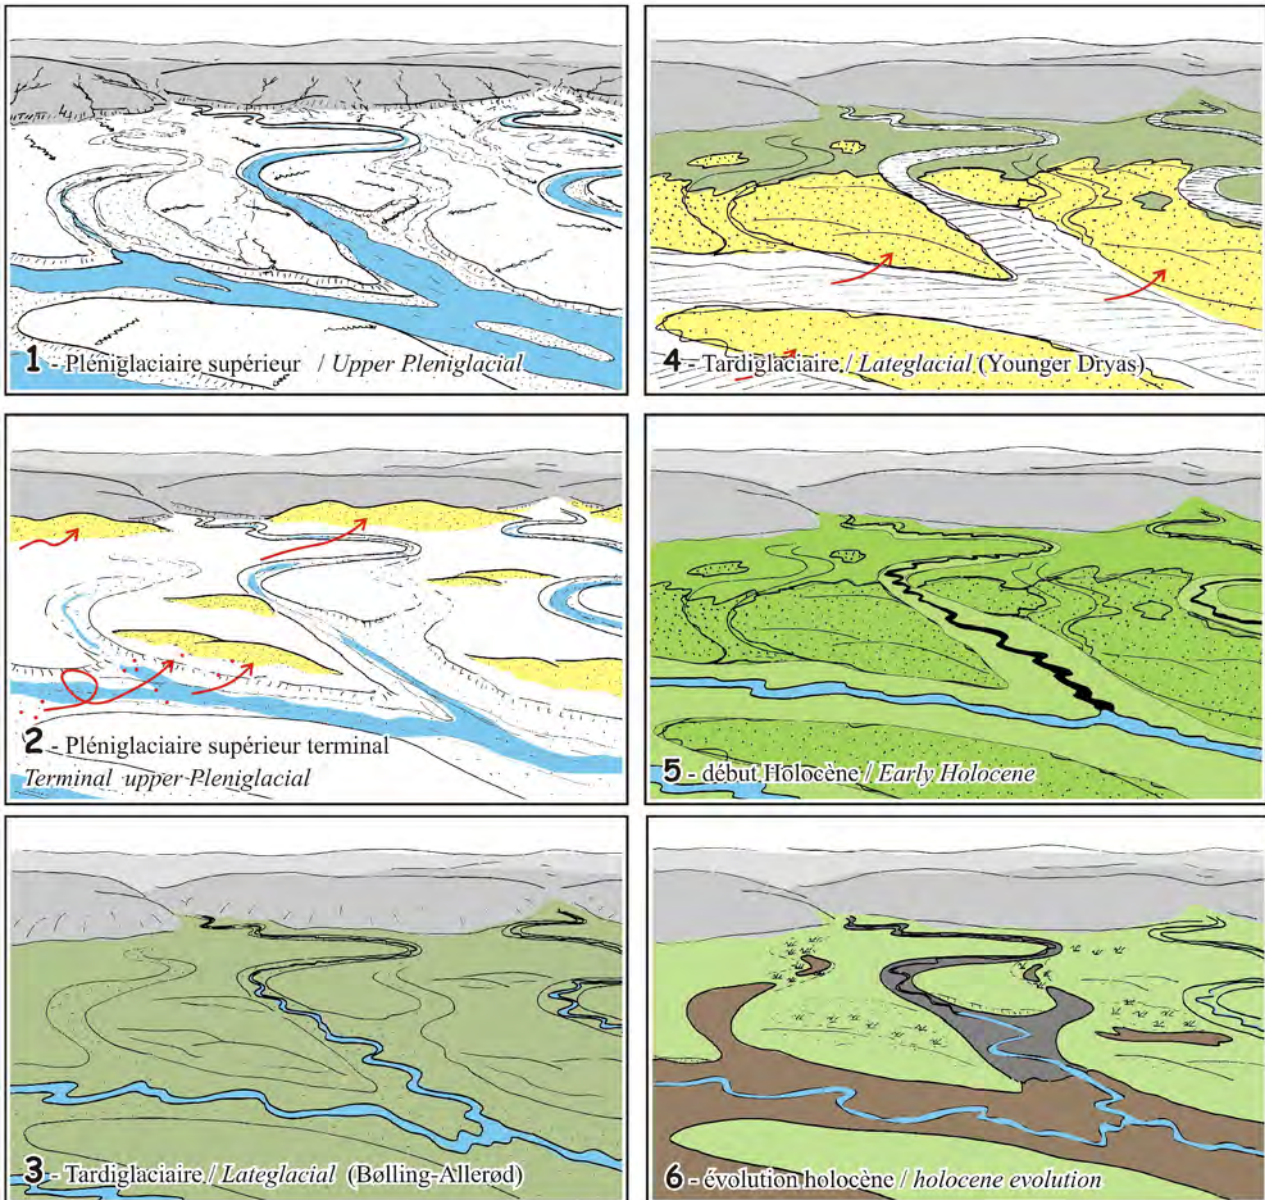 1 - Pléniglaciaire supérieur / Upper Pleniglacial
2 - Pléniglaciaire supérieur terminal
Terminal upper Pleniglacial
3 - Tardiglaciaire / Lateglacial (Bølling-Allerød)
4 - Tardiglaciaire / Lateglacial (Younger Dryas)
5 - début Holocène / Early Holocene
6 - évolution holocène / holocene evolution